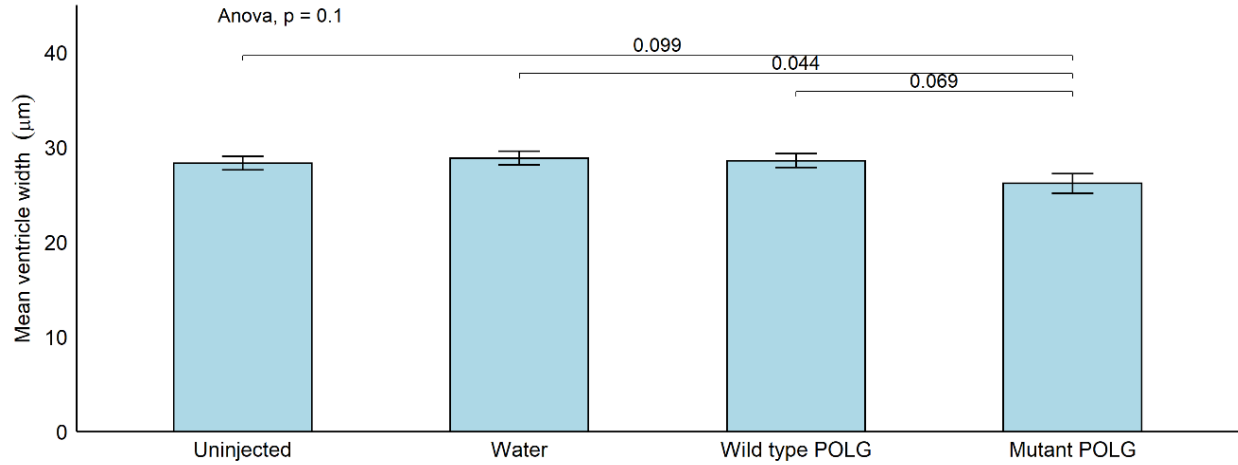 Anova, p = 0.1
0.099
0.044
0.069
Mean ventricle width (μm)
40
30
20
10
0
Uninjected
Water
Wild type POLG
Mutant POLG